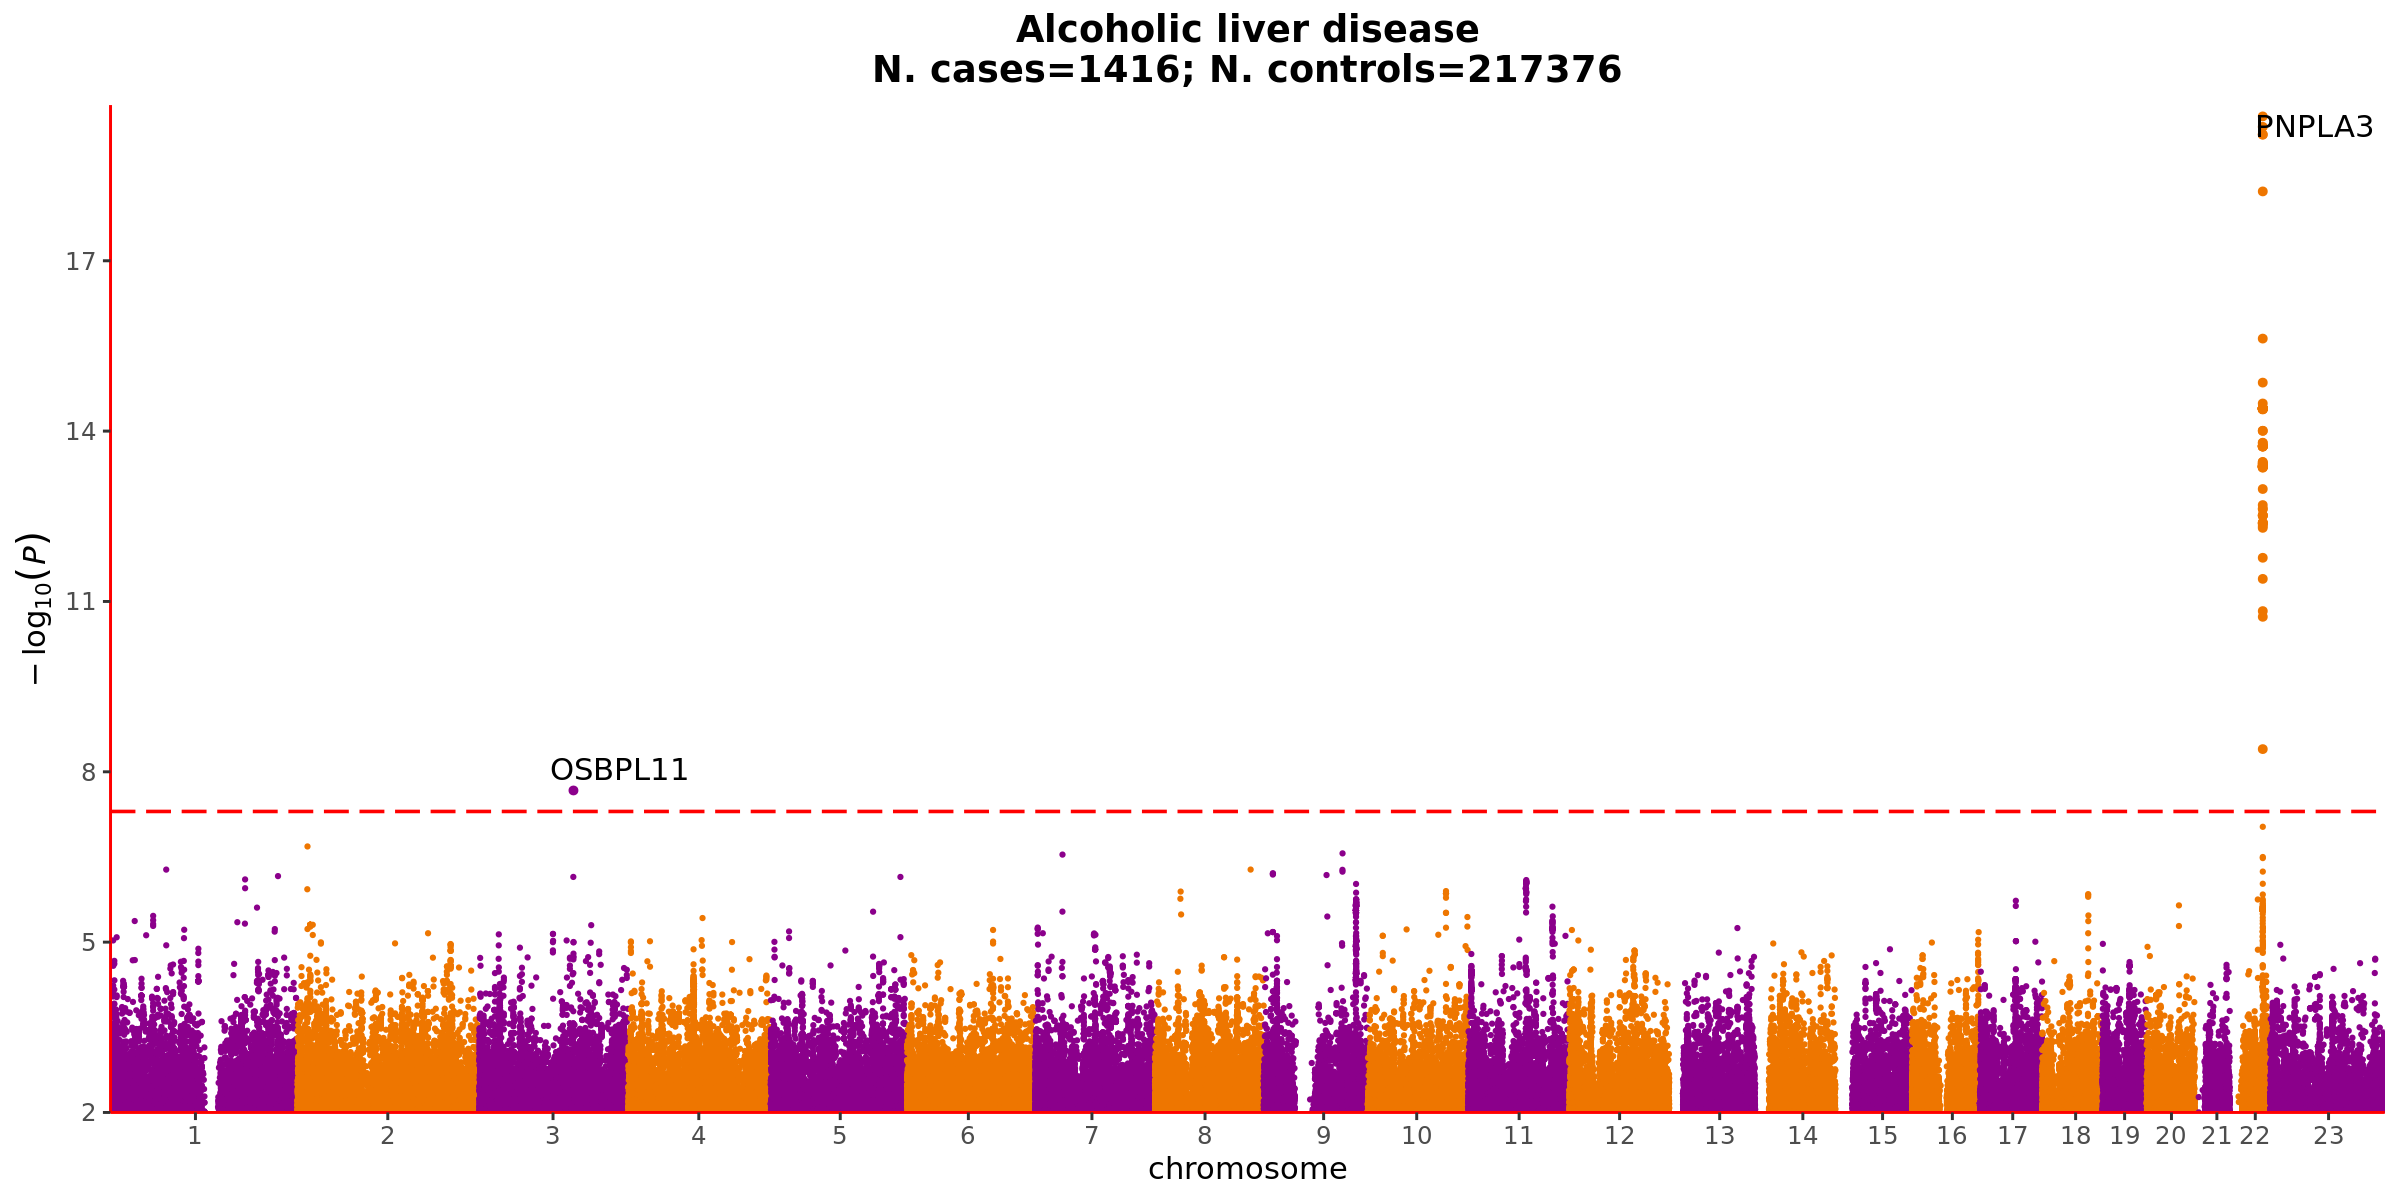 Alcoholic liver disease
N. cases=1416; N. controls=217376
PNPLA3
17
14
11
8
5
2
− log10(P)
OSBPL11
1 2 3 4 5 6 7 8 9 10 11 12 13 14 15 16 17 18 19 20 21 22 23
chromosome